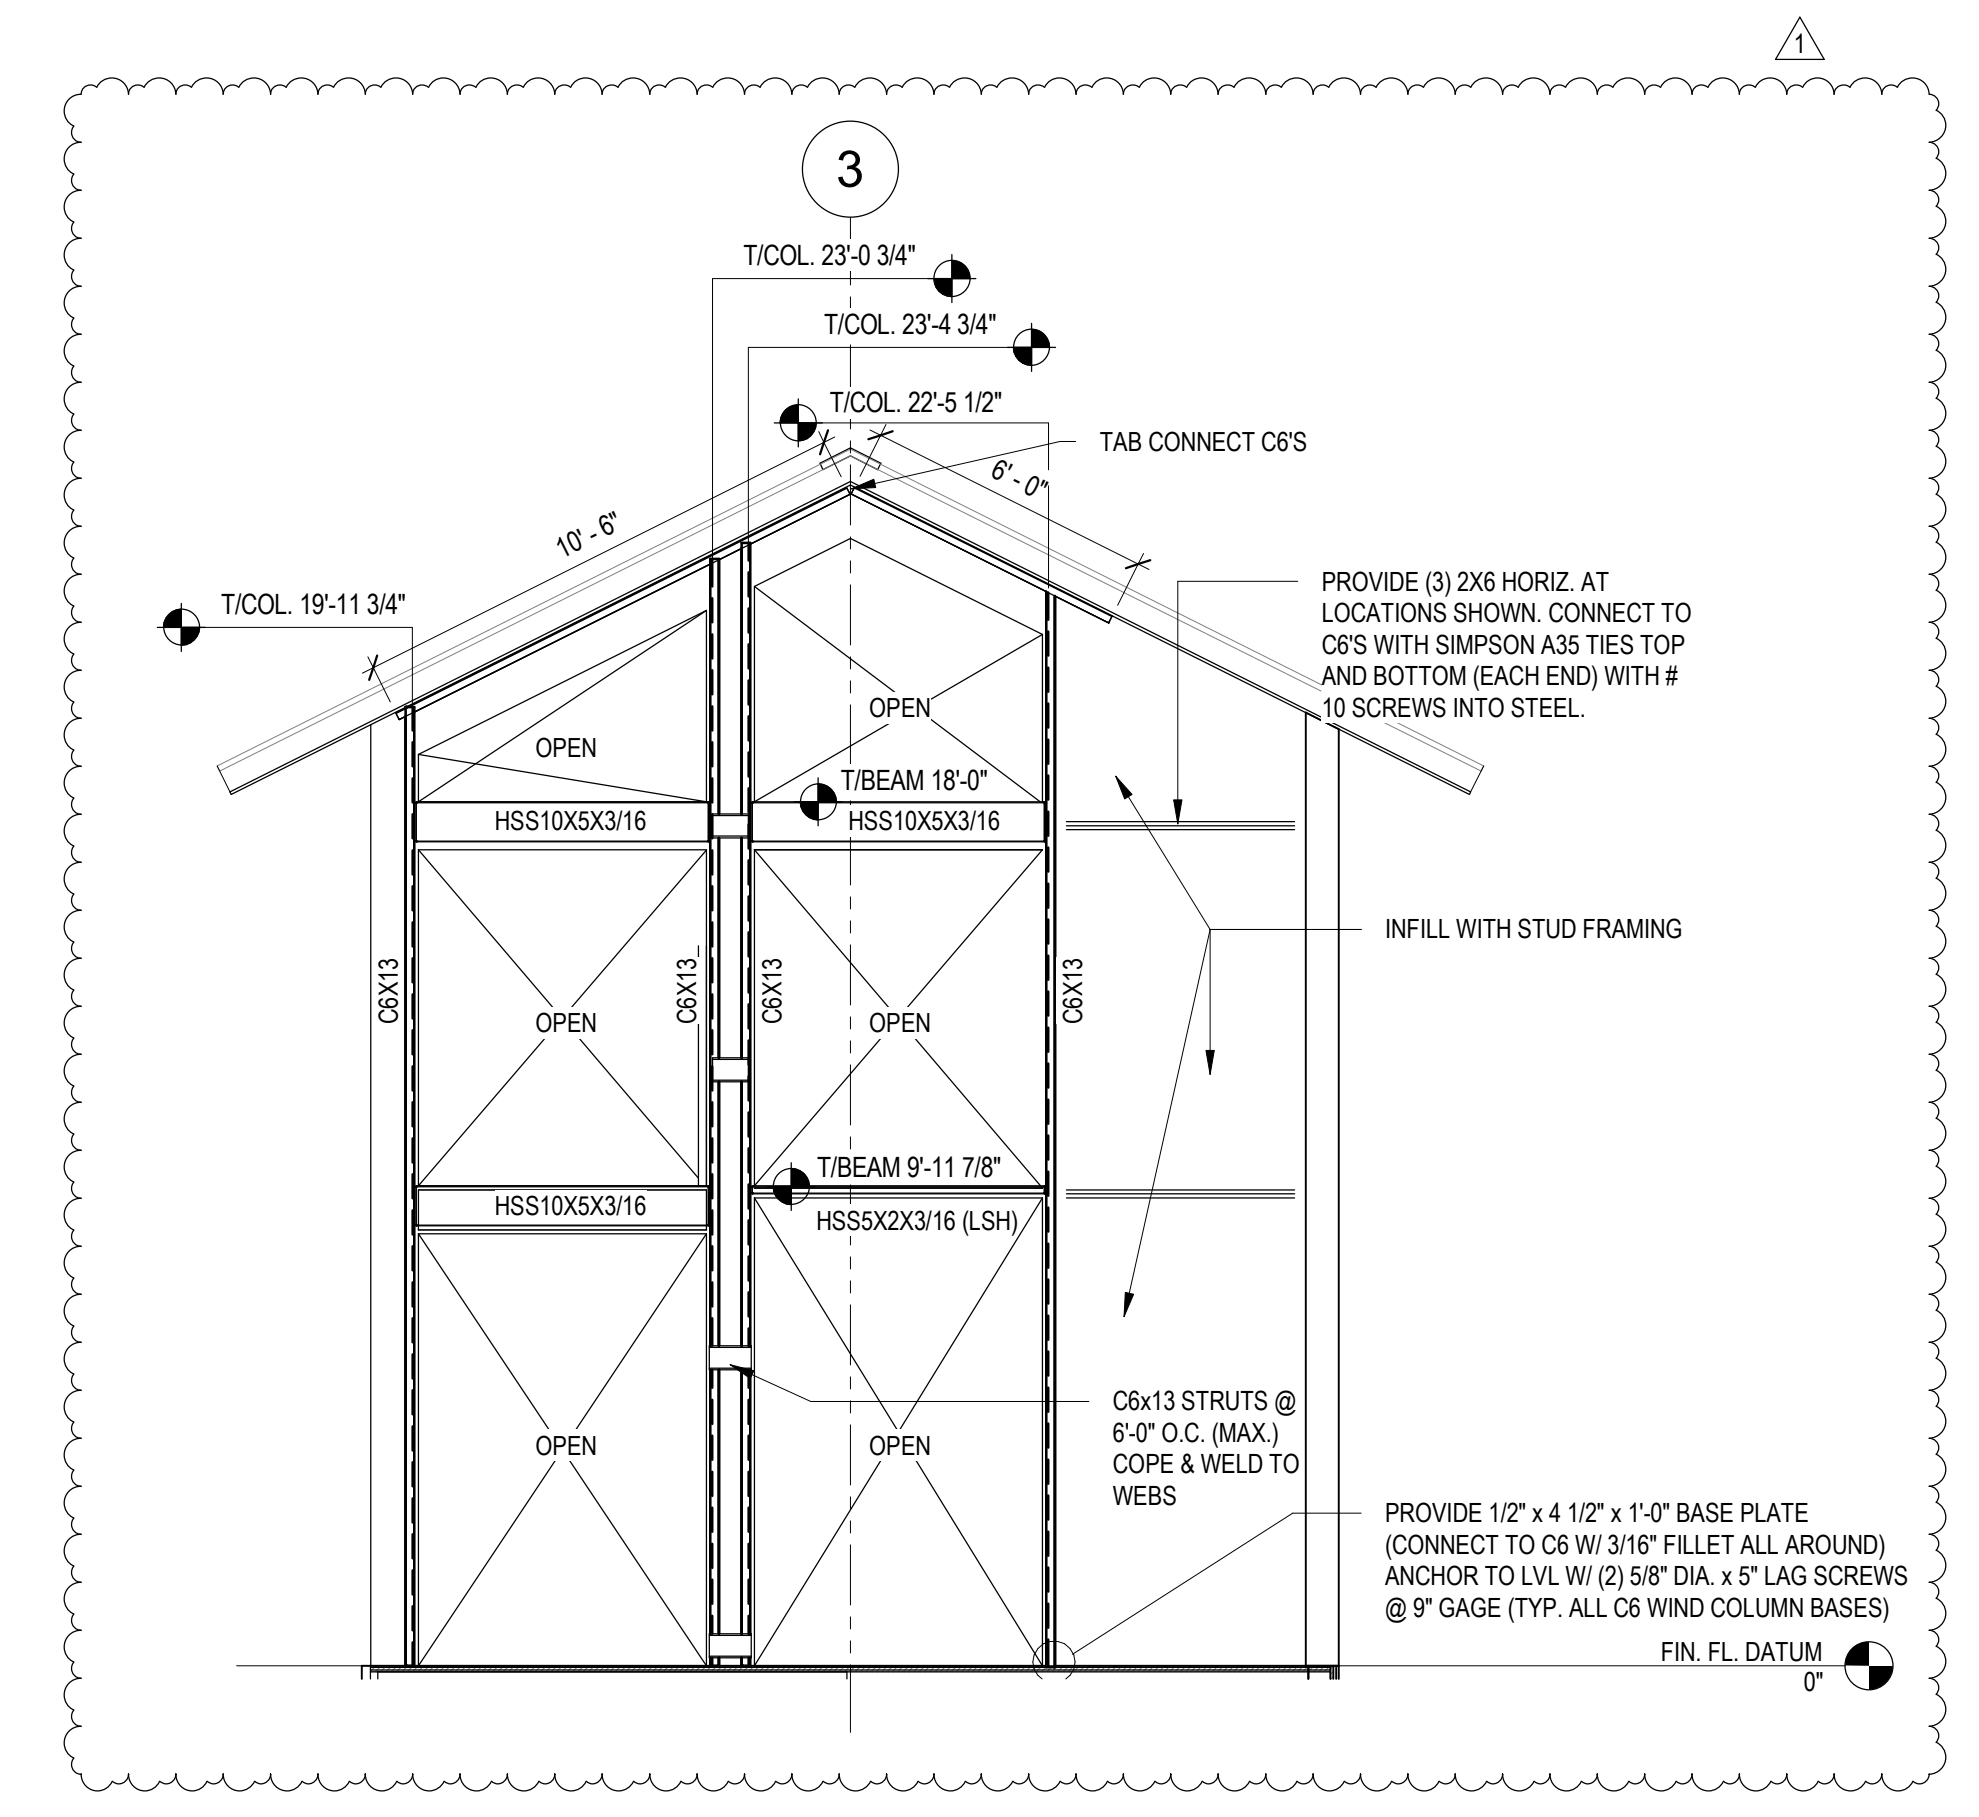 1
3
T/COL. 23'-0 3/4"
T/COL. 23'-4 3/4"
T/COL. 22'-5 1/2"
TAB CONNECT C6'S
6' - 0"
10' - 6"
T/COL. 19'-11 3/4"
PROVIDE (3) 2X6 HORIZ. AT
LOCATIONS SHOWN. CONNECT TO
C6'S WITH SIMPSON A35 TIES TOP
AND BOTTOM (EACH END) WITH #
10 SCREWS INTO STEEL.
OPEN
OPEN
T/BEAM 18'-0"
HSS10X5X3/16
HSS10X5X3/16
INFILL WITH STUD FRAMING
C6X13
C6X13
C6X13
C6X13
OPEN
OPEN
T/BEAM 9'-11 7/8"
HSS10X5X3/16
HSS5X2X3/16 (LSH)
C6x13 STRUTS @
6'-0" O.C. (MAX.)
COPE & WELD TO
WEBS
OPEN
OPEN
PROVIDE 1/2" x 4 1/2" x 1'-0" BASE PLATE
(CONNECT TO C6 W/ 3/16" FILLET ALL AROUND)
ANCHOR TO LVL W/ (2) 5/8" DIA. x 5" LAG SCREWS
@ 9" GAGE (TYP. ALL C6 WIND COLUMN BASES)
FIN. FL. DATUM
0"